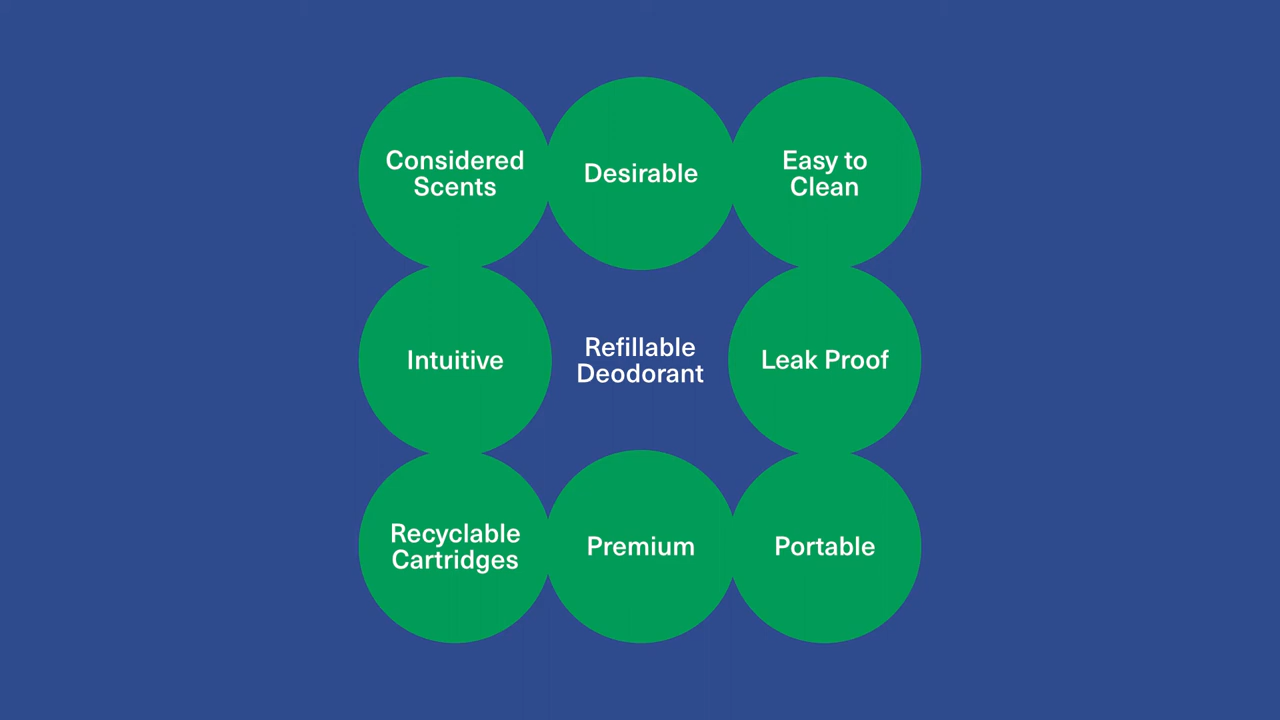 Considered
Scents
Desirable
Easy to
Clean
Intuitive
Refillable
Deodorant
Leak Proof
Recyclable
Cartridges
Premium
Portable